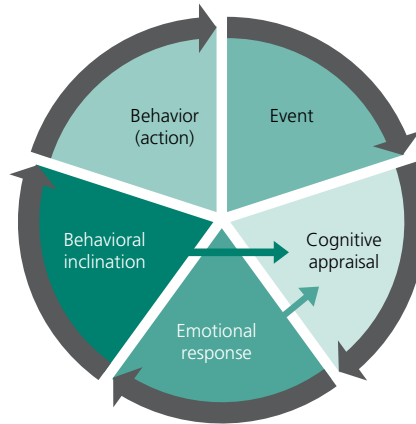 Behavior
(action)
Event
Cognitive
appraisal
Emotional
response
Behavioral
inclination